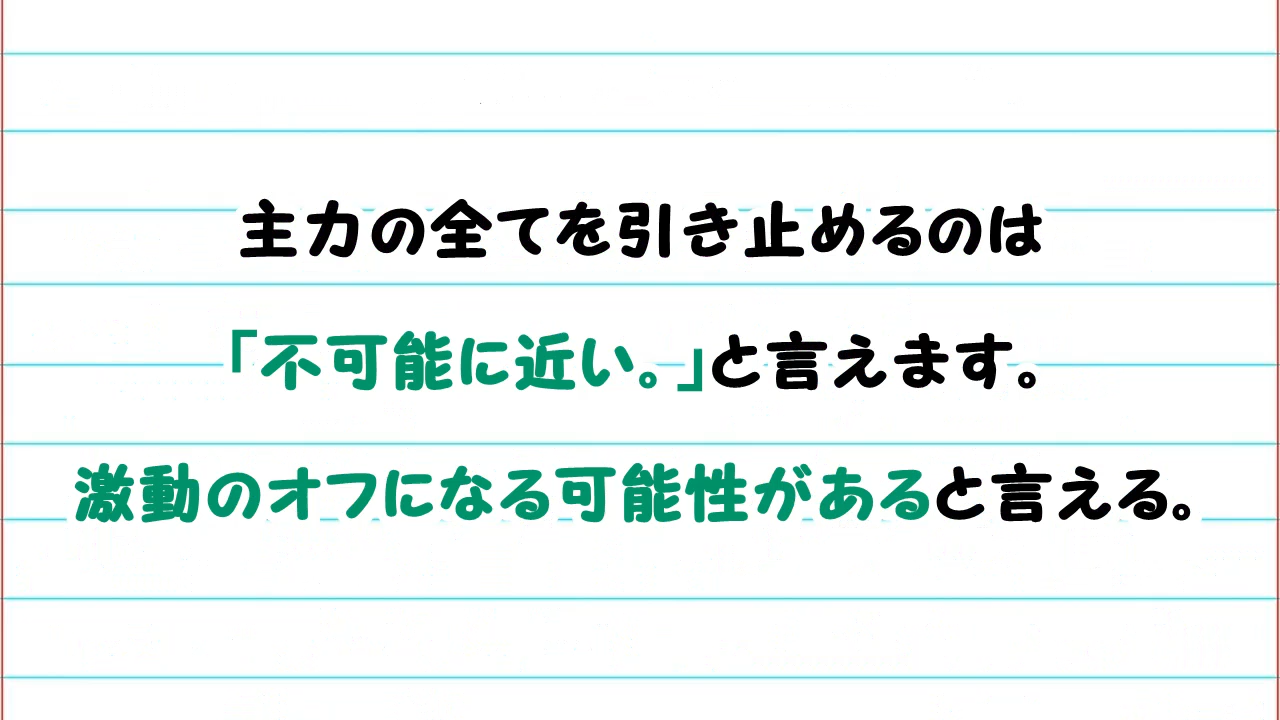 主力の全てを引き止めるのは
「不可能に近い。」と言えます。
激動のオフになる可能性があると言える。